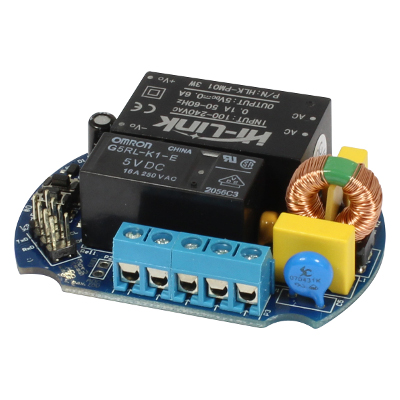 Hi-Link
INPUT: 100-240VAC
0.1A 50-60Hz
OUTPUT: 5VDC 0.6A
P/N: HLK-PM01 3W
AC
AC
+Vo
-Vo
OMRON CHINA
G5RL-K1-E
5VDC
16A 250VAC
2056C3